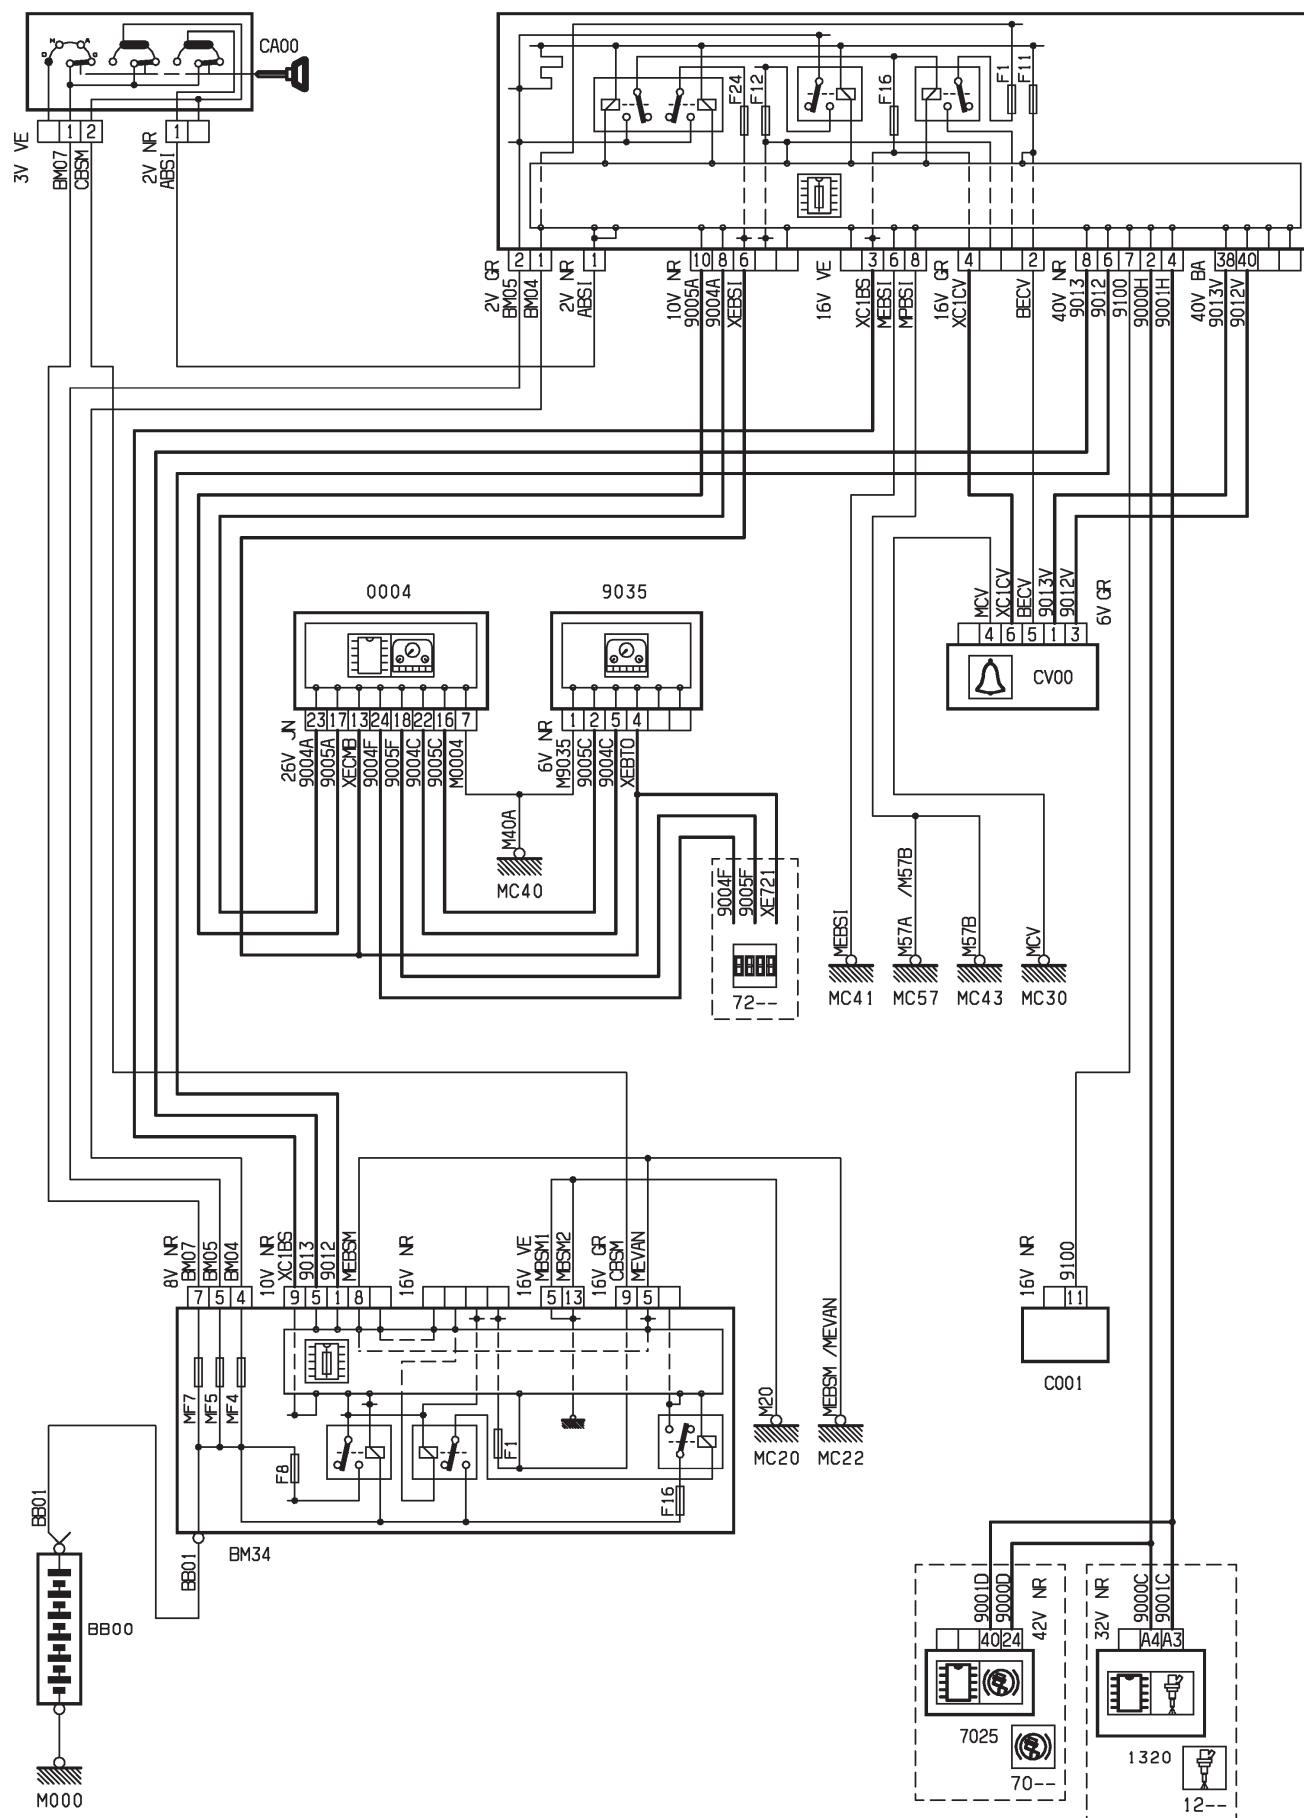 CA00
M A
D
3V VE
1 2
BM07
CBSM
2V NR
1
ABSI
F24
F12
F16
F1
F11
2V GR
2 1
BM05
BM04
2V NR
1
ABSI
10V NR
10 8 6
9005A
9004A
XEBSI
16V VE
3 6 8
XC1BS
MEBSI
MPBSI
16V GR
4 2
XC1CV
BECV
40V NR
8 6 7 2 4
9013
9012
9100
9000H
9001H
40V BA
38 40
9013V
9012V
0004
26V JN
23 17 13 24 18 22 16 7
9004A
9005A
XECMB
9004F
9005F
9004C
9005C
M0004
9035
6V NR
1 2 5 4
M9035
9005C
9004C
XEBTO
M40A
MC40
MCV
XC1CV
BECV
9013V
9012V
6V GR
4 6 5 1 3
CV00
9004F
9005F
XE721
72--
MEBSI
MC41
M57A /M57B
MC57
M57B
MC43
MCV
MC30
8V NR
BM07
BM05
BM04
7 5 4
10V NR
XC1BS
9013
9012
MEBSM
9 5 1 8
16V NR
16V VE
MBSM1
MBSM2
5 13
16V GR
CBSM
MEVAN
9 5
MF7
MF5
MF4
F8
F1
F16
BM34
M20
MC20
MEBSM /MEVAN
MC22
16V NR
9100
11
C001
BB01
BB01
BB00
M000
9001D
9000D
42V NR
40 24
7025
70--
32V NR
9000C
9001C
A4 A3
1320
12--